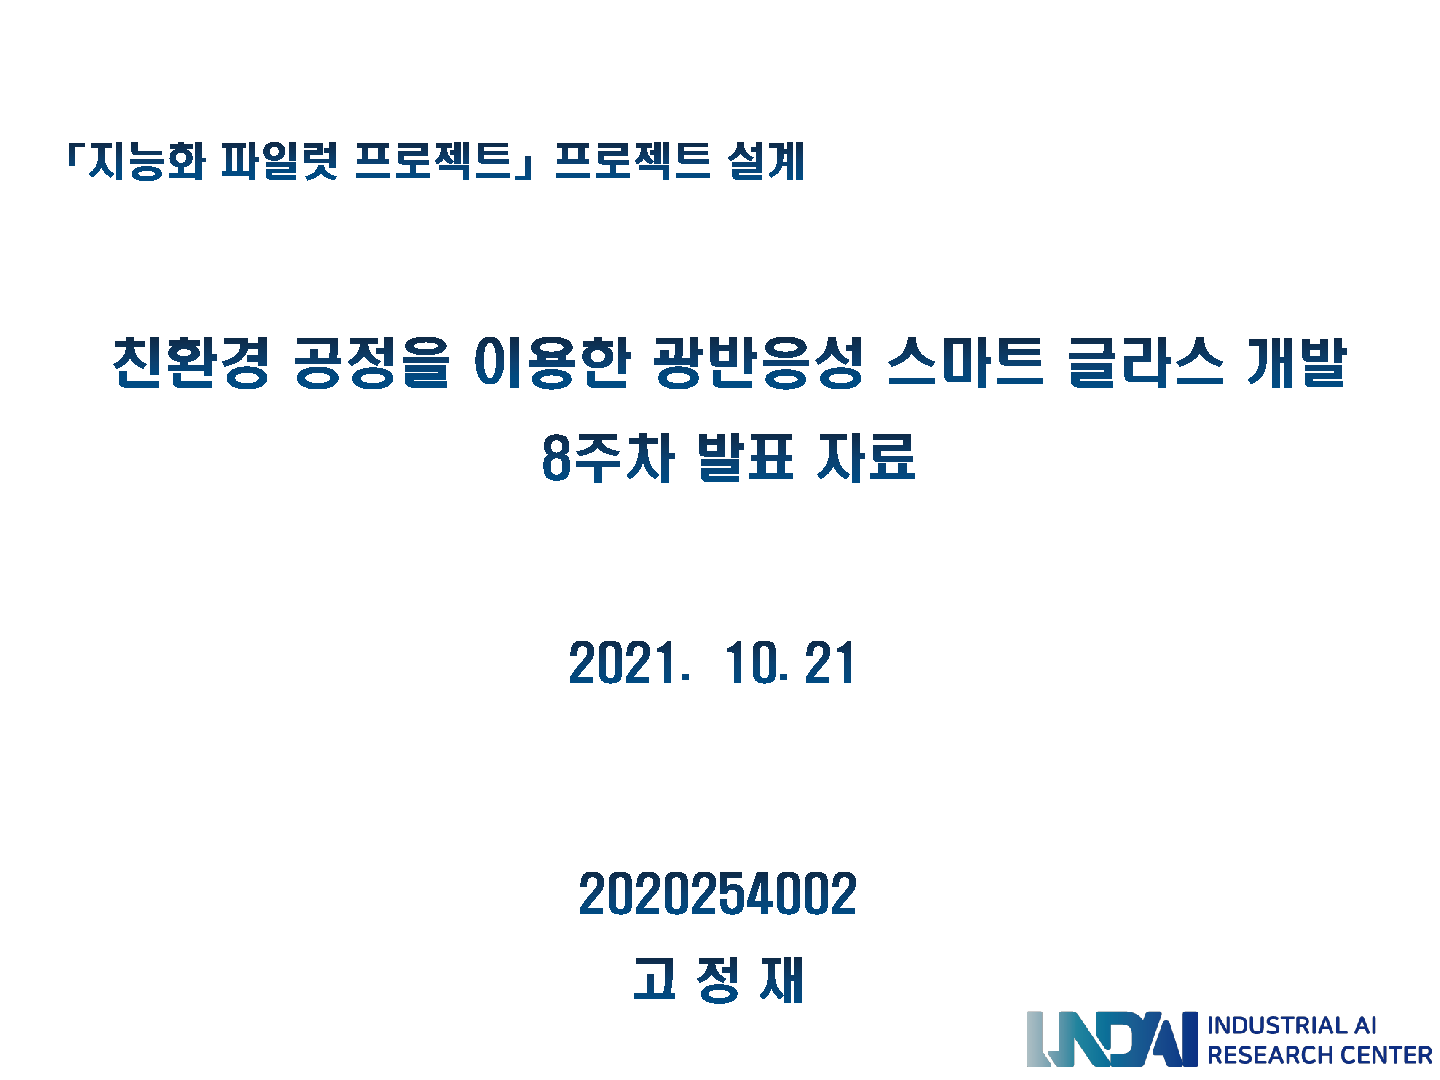 「지능화 파일럿 프로젝트」 프로젝트 설계
친환경 공정을 이용한 광반응성 스마트 글라스 개발
8주차 발표 자료
2021. 10. 21
2020254002
고 정 재
INDAI INDUSTRIAL AI
RESEARCH CENTER